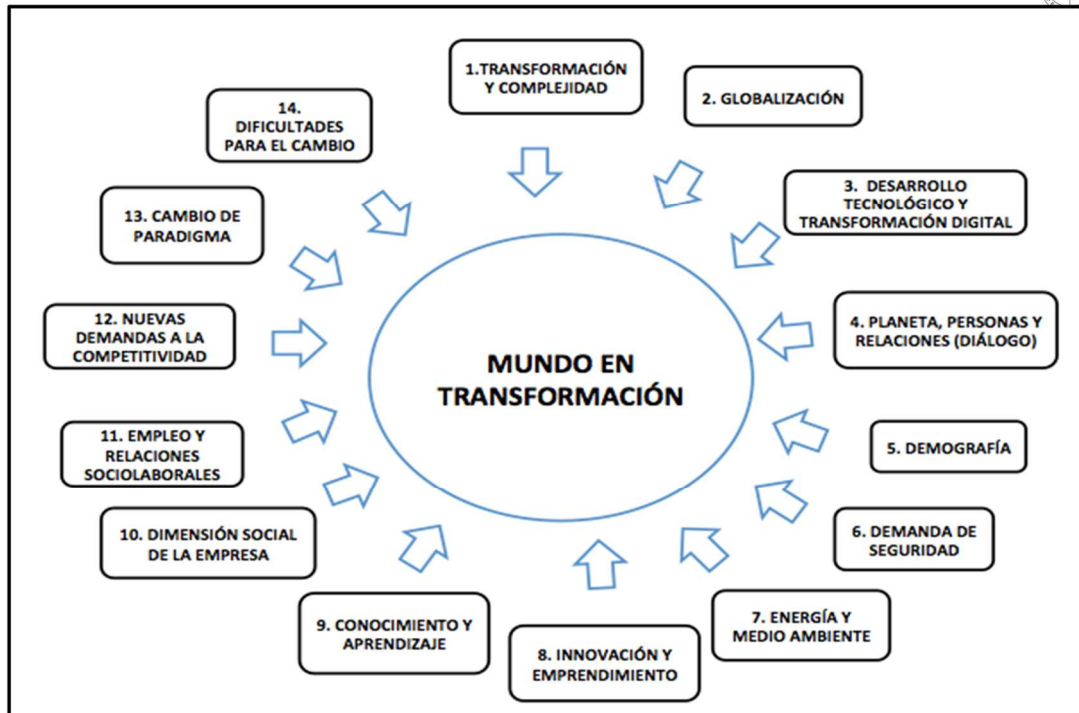 1.TRANSFORMACIÓN
Y COMPLEJIDAD
2. GLOBALIZACIÓN
3. DESARROLLO
TECNOLÓGICO Y
TRANSFORMACIÓN DIGITAL
4. PLANETA, PERSONAS Y
RELACIONES (DIÁLOGO)
5. DEMOGRAFÍA
6. DEMANDA DE
SEGURIDAD
7. ENERGÍA Y
MEDIO AMBIENTE
8. INNOVACIÓN Y
EMPRENDIMIENTO
9. CONOCIMIENTO Y
APRENDIZAJE
10. DIMENSIÓN SOCIAL
DE LA EMPRESA
11. EMPLEO Y
RELACIONES
SOCIOLABORALES
12. NUEVAS
DEMANDAS A LA
COMPETITIVIDAD
13. CAMBIO DE
PARADIGMA
14.
DIFICULTADES
PARA EL CAMBIO
MUNDO EN
TRANSFORMACIÓN